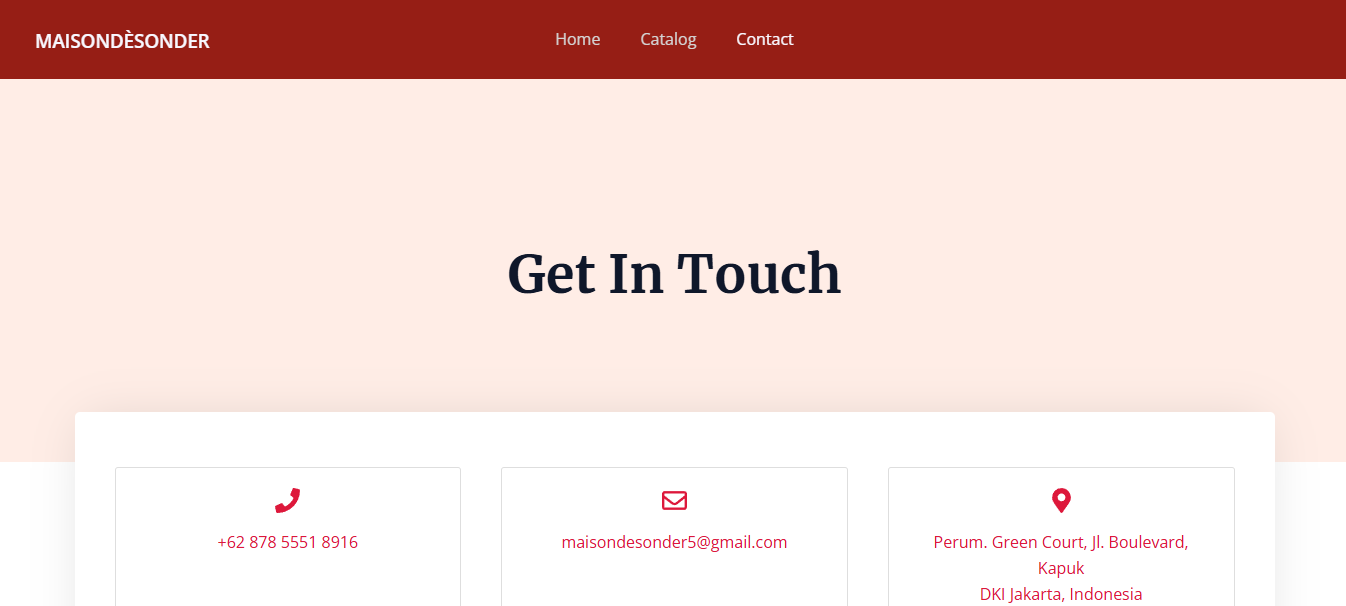 MAISONDÈSONDER
Home Catalog Contact
Get In Touch
+62 878 5551 8916
maisondesonder5@gmail.com
Perum. Green Court, Jl. Boulevard,
Kapuk
DKI Jakarta, Indonesia